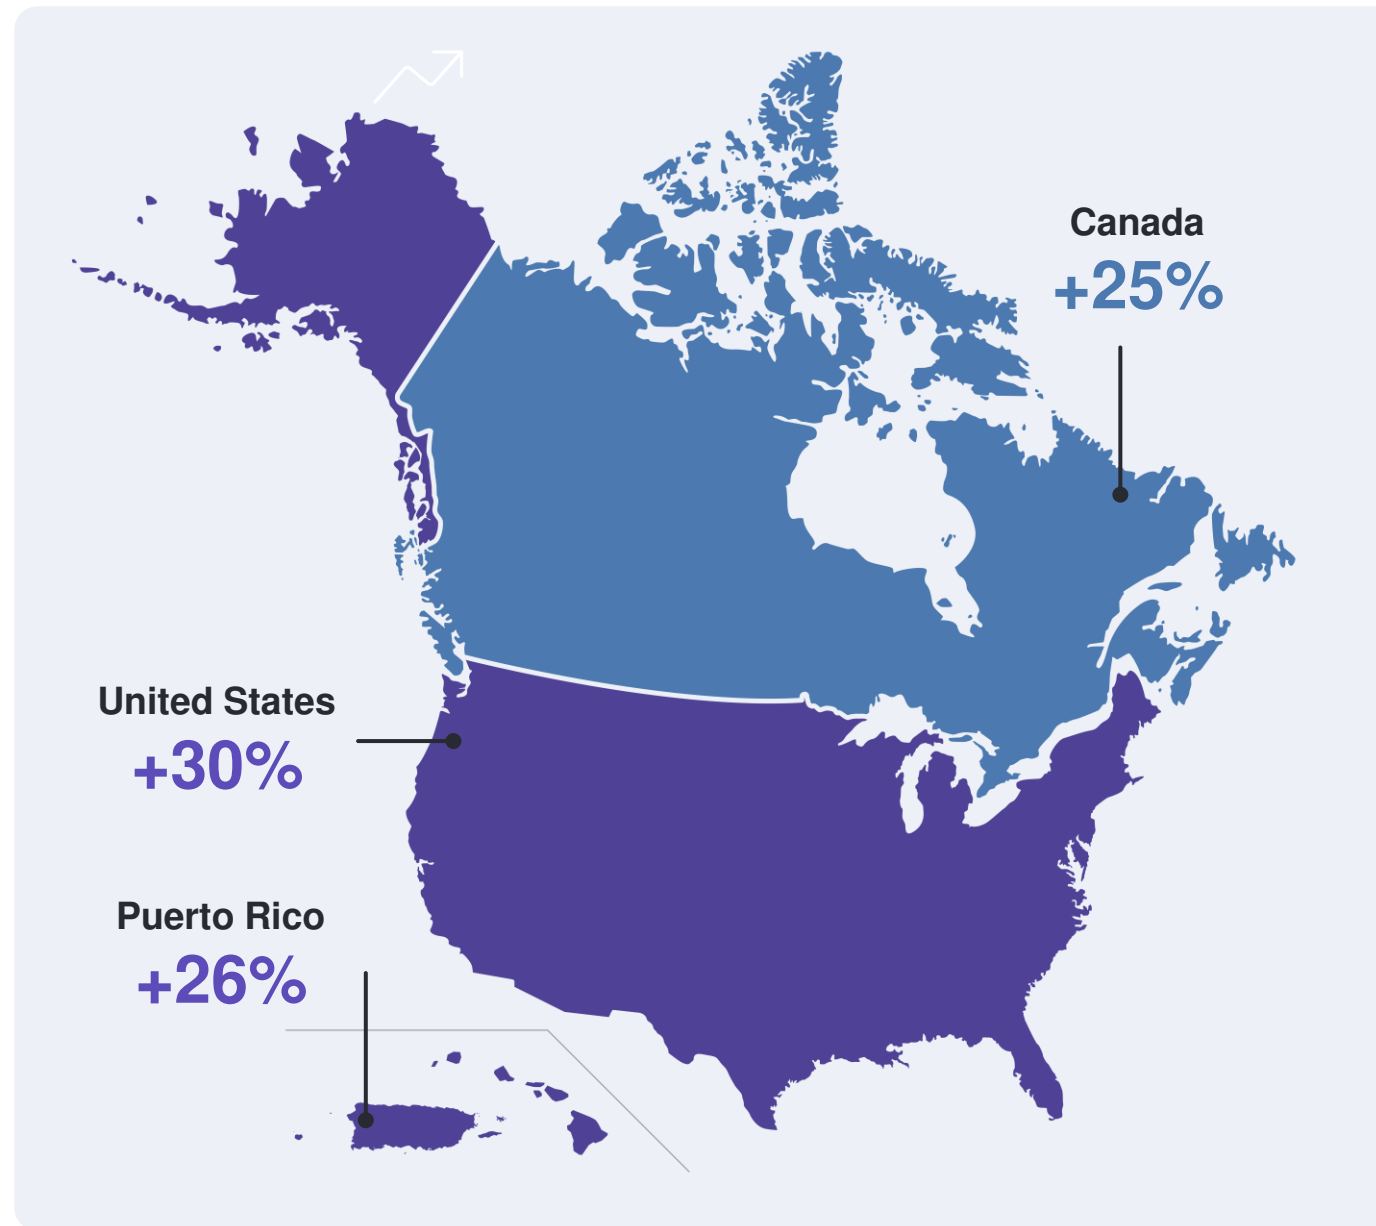 Canada
+25%
United States
+30%
Puerto Rico
+26%